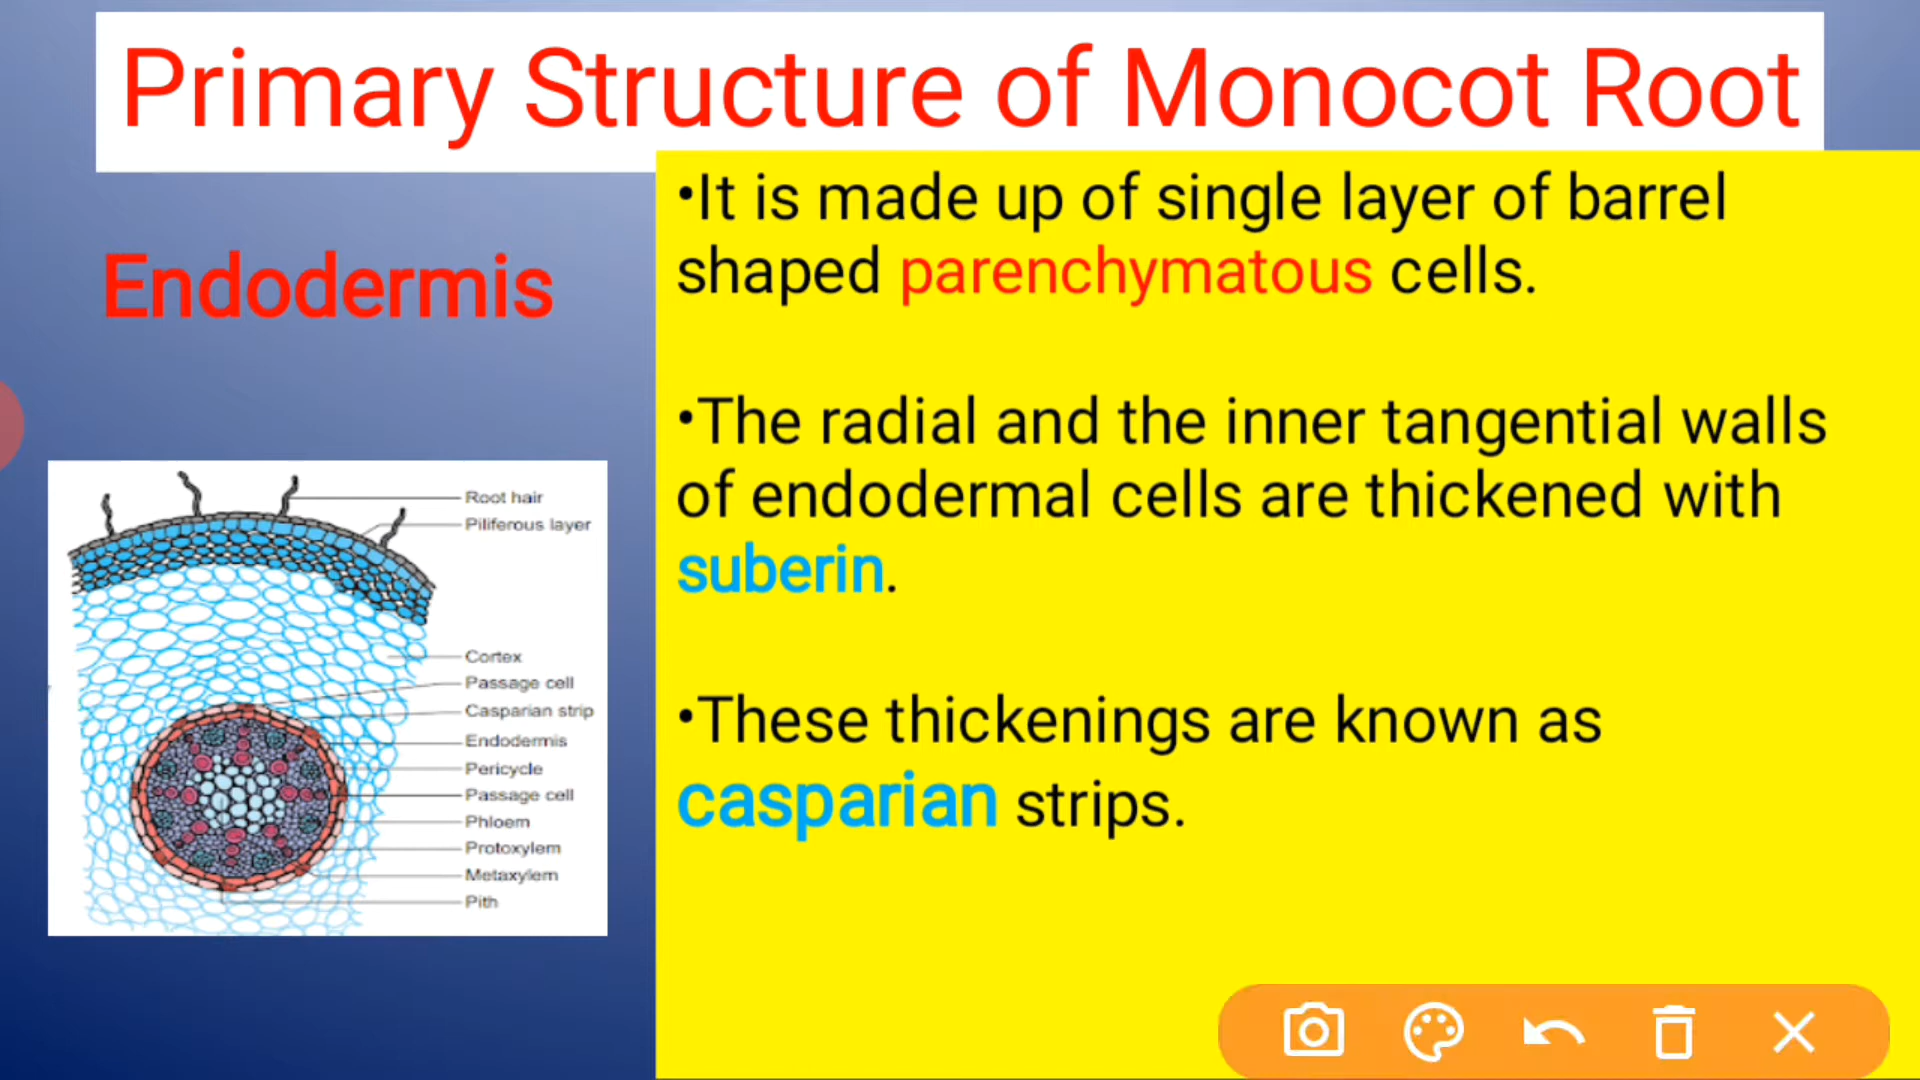 Primary Structure of Monocot Root
Endodermis
•It is made up of single layer of barrel
shaped parenchymatous cells.
•The radial and the inner tangential walls
of endodermal cells are thickened with
suberin.
•These thickenings are known as
casparian strips.
Root hair
Piliferous layer
Cortex
Passage cell
Casparian strip
Endodermis
Pericycle
Passage cell
Phloem
Protoxylem
Metaxylem
Pith